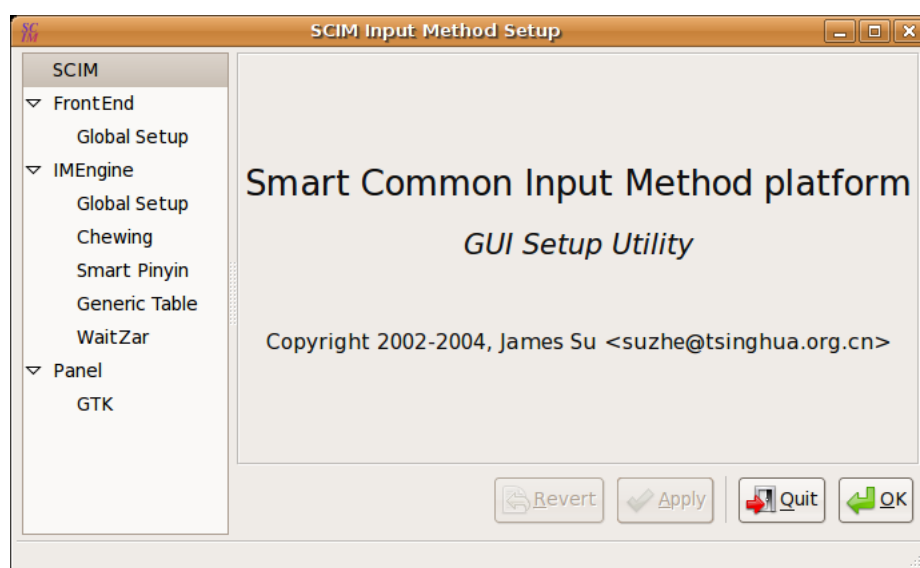 SCIM
SCIM Input Method Setup
SCIM
FrontEnd
Global Setup
IMEngine
Global Setup
Chewing
Smart Pinyin
Generic Table
WaitZar
Panel
GTK
Smart Common Input Method platform
GUI Setup Utility
Copyright 2002-2004, James Su <suzhe@tsinghua.org.cn>
Revert
Apply
Quit
OK